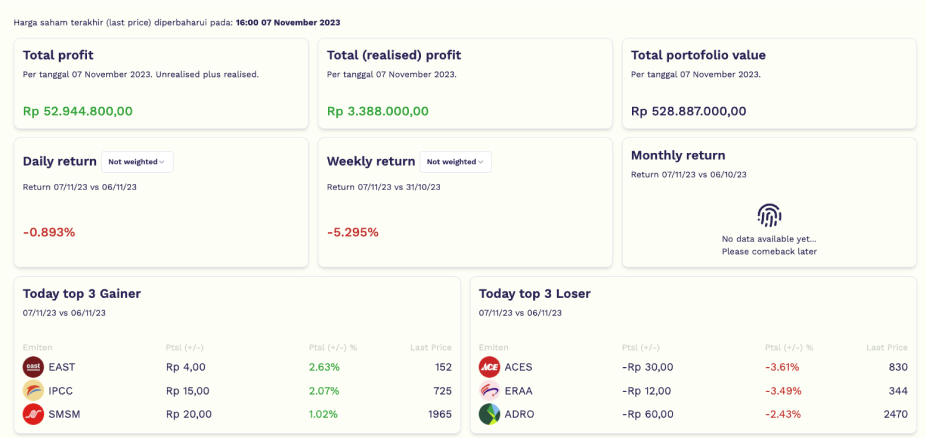 Harga saham terakhir (last price) diperbaharui pada: 16:00 07 November 2023
Total profit
Per tanggal 07 November 2023. Unrealised plus realised.
Rp 52.944.800,00
Total (realised) profit
Per tanggal 07 November 2023.
Rp 3.388.000,00
Total portofolio value
Per tanggal 07 November 2023.
Rp 528.887.000,00
Daily return Not weighted
Return 07/11/23 vs 06/11/23
-0.893%
Weekly return Not weighted
Return 07/11/23 vs 31/10/23
-5.295%
Monthly return
Return 07/11/23 vs 06/10/23
No data available yet...
Please comeback later
Today top 3 Gainer
07/11/23 vs 06/11/23
Emiten Ptsl (+/-) Ptsl (+/-) % Last Price
east EAST Rp 4,00 2.63% 152
IPCC Rp 15,00 2.07% 725
SMSM Rp 20,00 1.02% 1965
Today top 3 Loser
07/11/23 vs 06/11/23
Emiten Ptsl (+/-) Ptsl (+/-) % Last Price
ACE ACES -Rp 30,00 -3.61% 830
ERAA -Rp 12,00 -3.49% 344
ADRO -Rp 60,00 -2.43% 2470